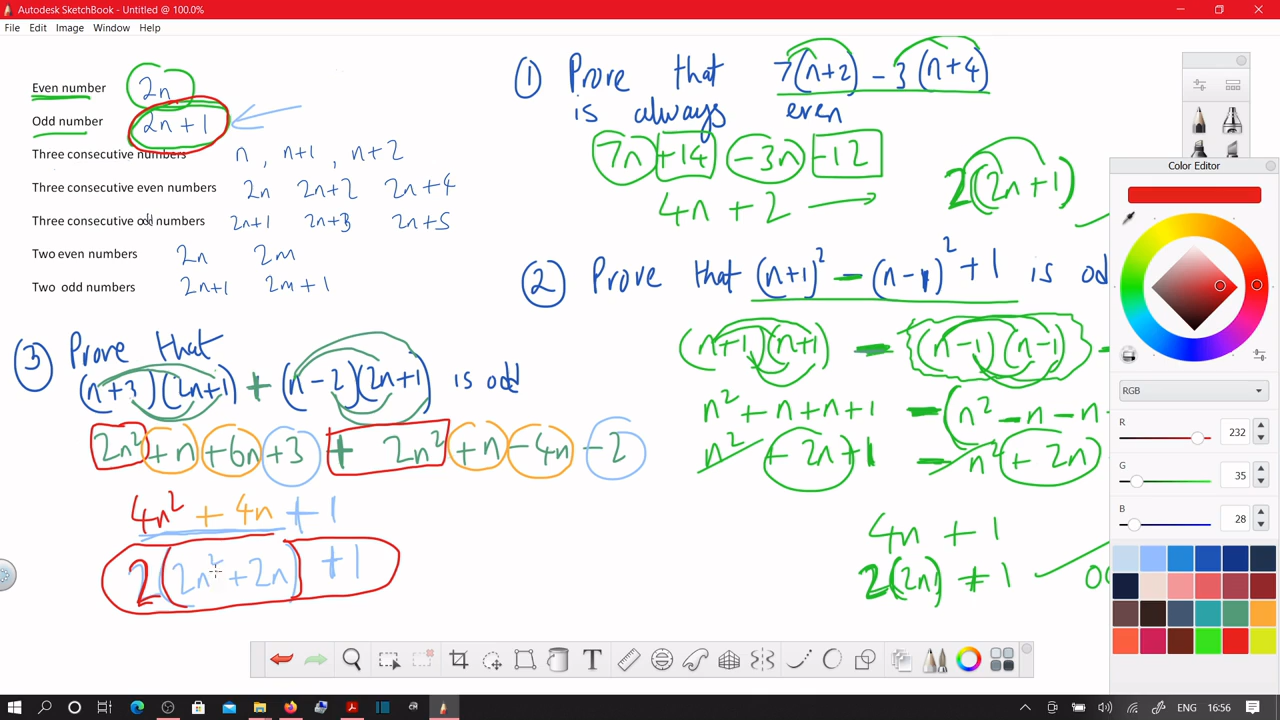 Autodesk SketchBook - Untitled @ 100.0%
File Edit Image Window Help
Even number 2n
Odd number 2n + 1
Three consecutive numbers n , n+1 , n+2
Three consecutive even numbers 2n 2n+2 2n+4
Three consecutive odd numbers 2n+1 2n+3 2n+5
Two even numbers 2n 2m
Two odd numbers 2n+1 2m+1
① Prove that 7(n+2) - 3(n+4)
is always even
7n +14 -3n -12
4n + 2 → 2(2n+1)
② Prove that (n+1)² - (n-1)² + 1 is od
(n+1)(n+1) - {(n-1)(n-1)}
n² + n + n + 1 - (n² - n - n
n² + 2n + 1 - n² + 2n
4n + 1
2(2n) + 1
③ Prove that
(n+3)(2n+1) + (n-2)(2n+1) is odd
2n² + n + 6n + 3 + 2n² + n - 4n - 2
4n² + 4n + 1
2(2n² + 2n) + 1
Color Editor
RGB
R 232
G 35
B 28
T
ENG 16:56